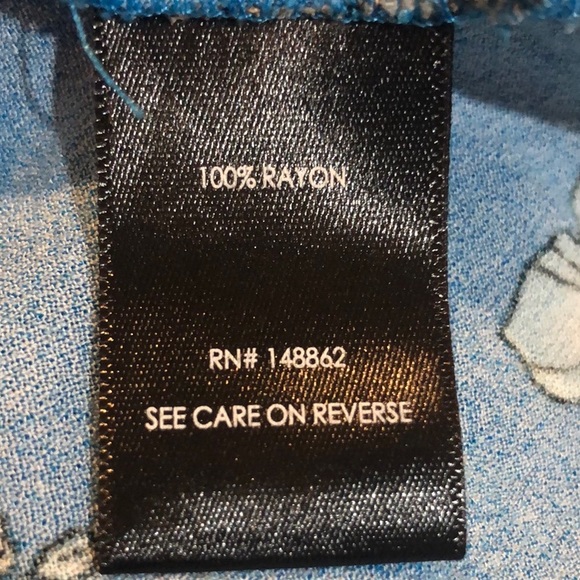 100% RAYON
RN# 148862
SEE CARE ON REVERSE